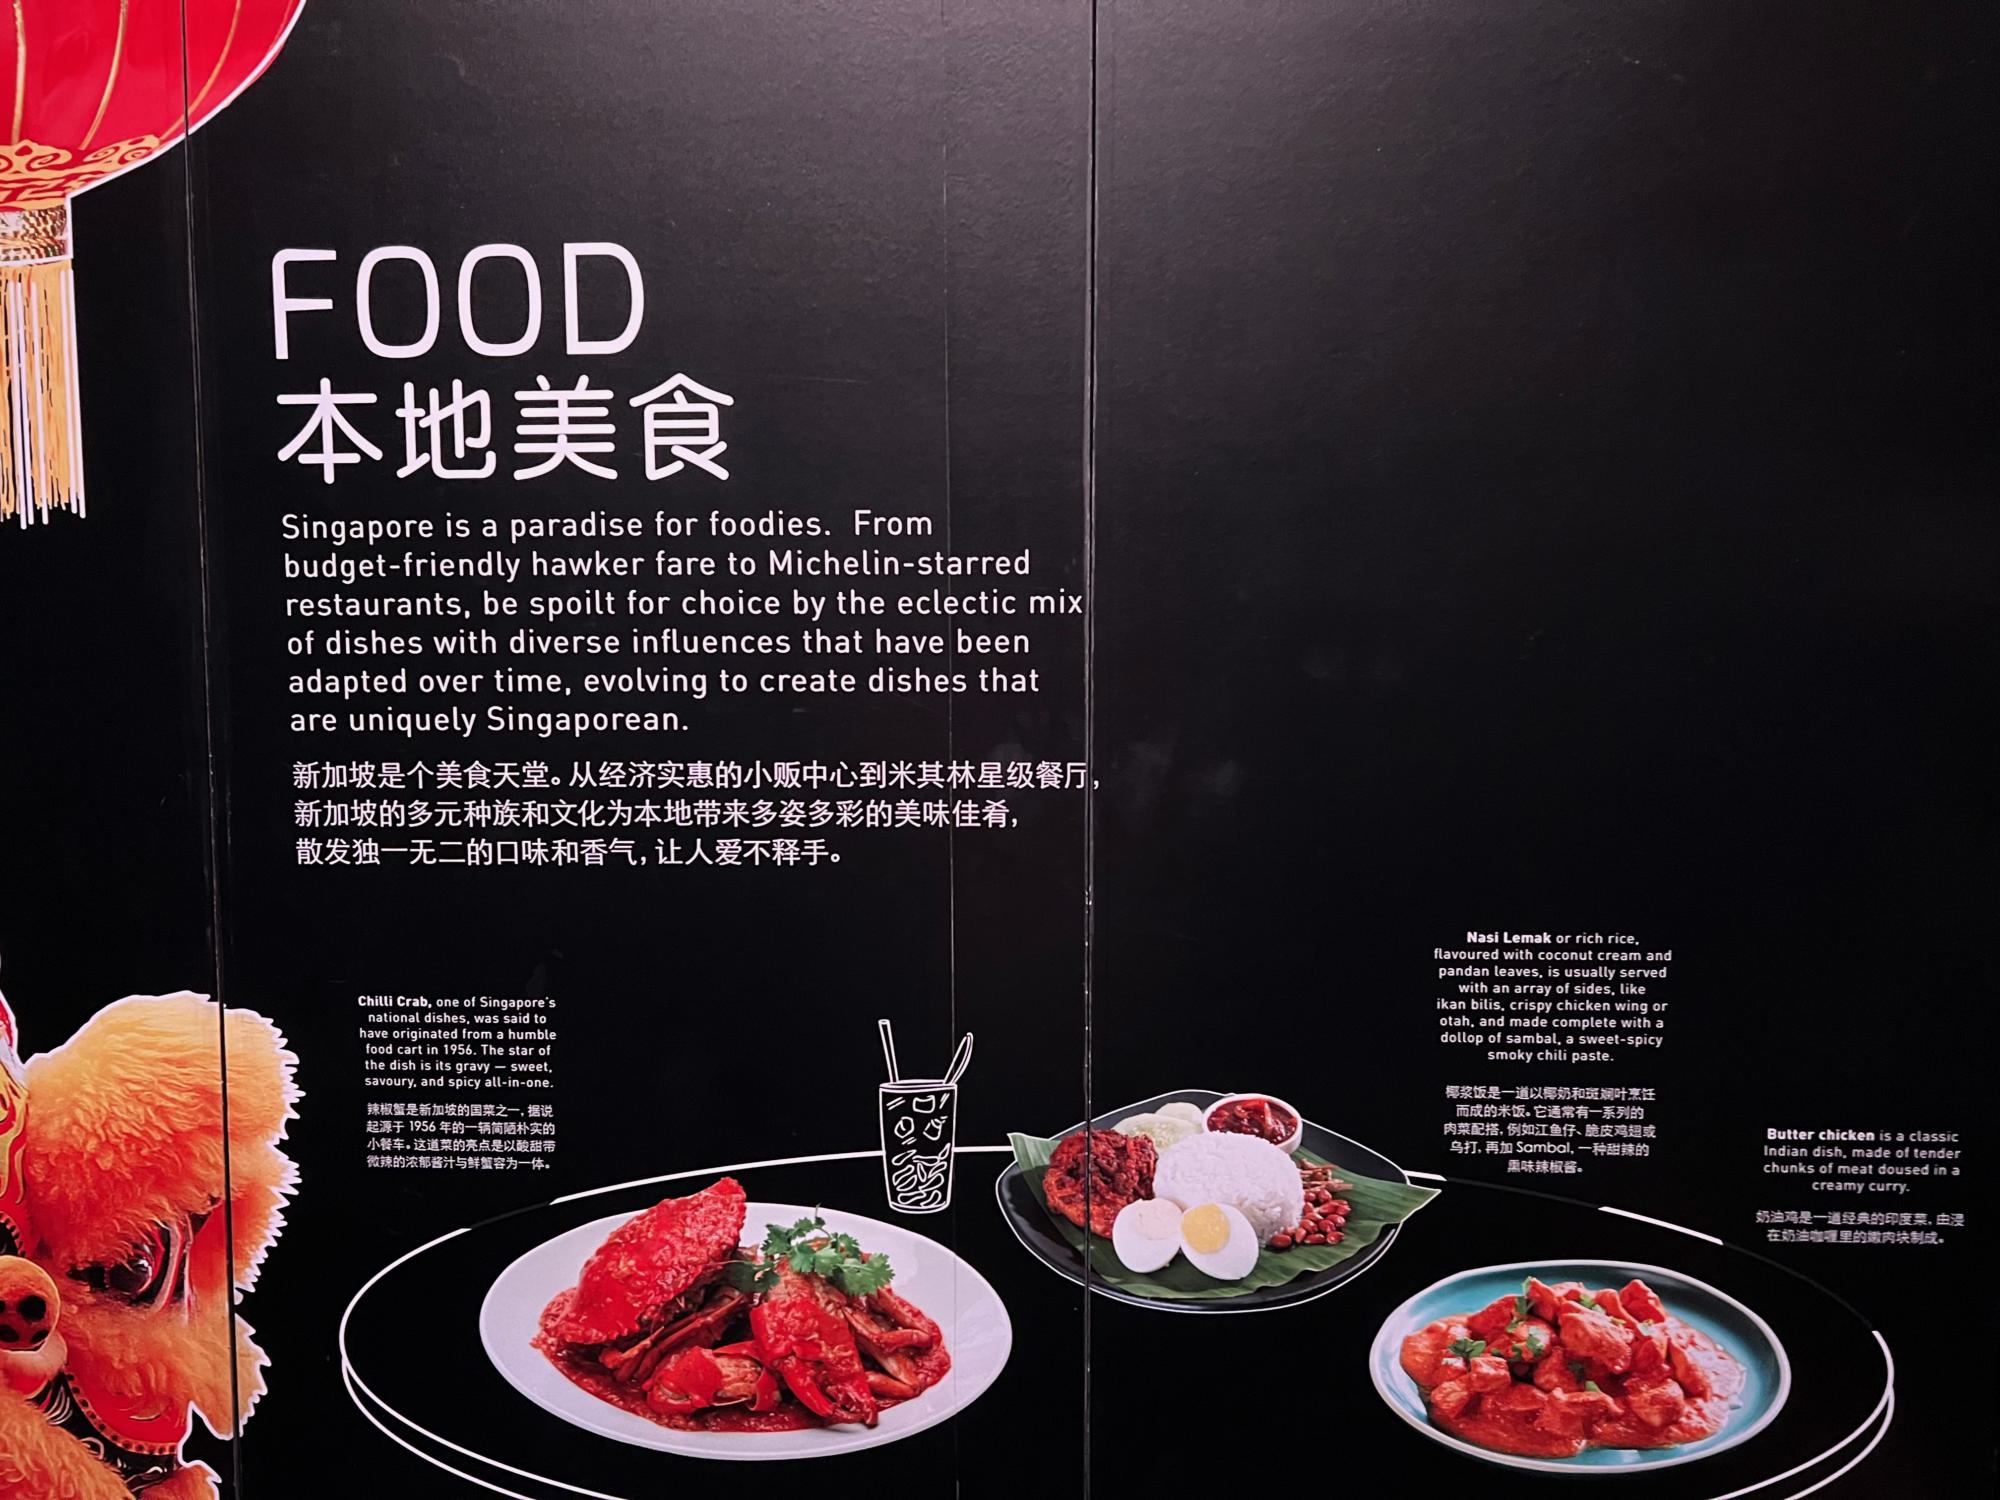 FOOD
本地美食
Singapore is a paradise for foodies. From
budget-friendly hawker fare to Michelin-starred
restaurants, be spoilt for choice by the eclectic mix
of dishes with diverse influences that have been
adapted over time, evolving to create dishes that
are uniquely Singaporean.
新加坡是个美食天堂。从经济实惠的小贩中心到米其林星级餐厅,
新加坡的多元种族和文化为本地带来多姿多彩的美味佳肴,
散发独一无二的口味和香气, 让人爱不释手。
Chilli Crab, one of Singapore's
national dishes, was said to
have originated from a humble
food cart in 1956. The star of
the dish is its gravy – sweet,
savoury, and spicy all-in-one.
辣椒蟹是新加坡的国菜之一, 据说
起源于 1956 年的一辆简陋朴实的
小餐车。这道菜的亮点是以酸甜带
微辣的浓郁酱汁与鲜蟹容为一体。
Nasi Lemak or rich rice,
flavoured with coconut cream and
pandan leaves, is usually served
with an array of sides, like
ikan bilis, crispy chicken wing or
otah, and made complete with a
dollop of sambal, a sweet-spicy
smoky chili paste.
椰浆饭是一道以椰奶和斑斓叶烹饪
而成的米饭。它通常有一系列的
肉菜配搭, 例如江鱼仔、脆皮鸡翅或
乌打, 再加 Sambal, 一种甜辣的
熏味辣椒酱。
Butter chicken is a classic
Indian dish, made of tender
chunks of meat doused in a
creamy curry.
奶油鸡是一道经典的印度菜, 由浸
在奶油咖喱里的嫩肉块制成。